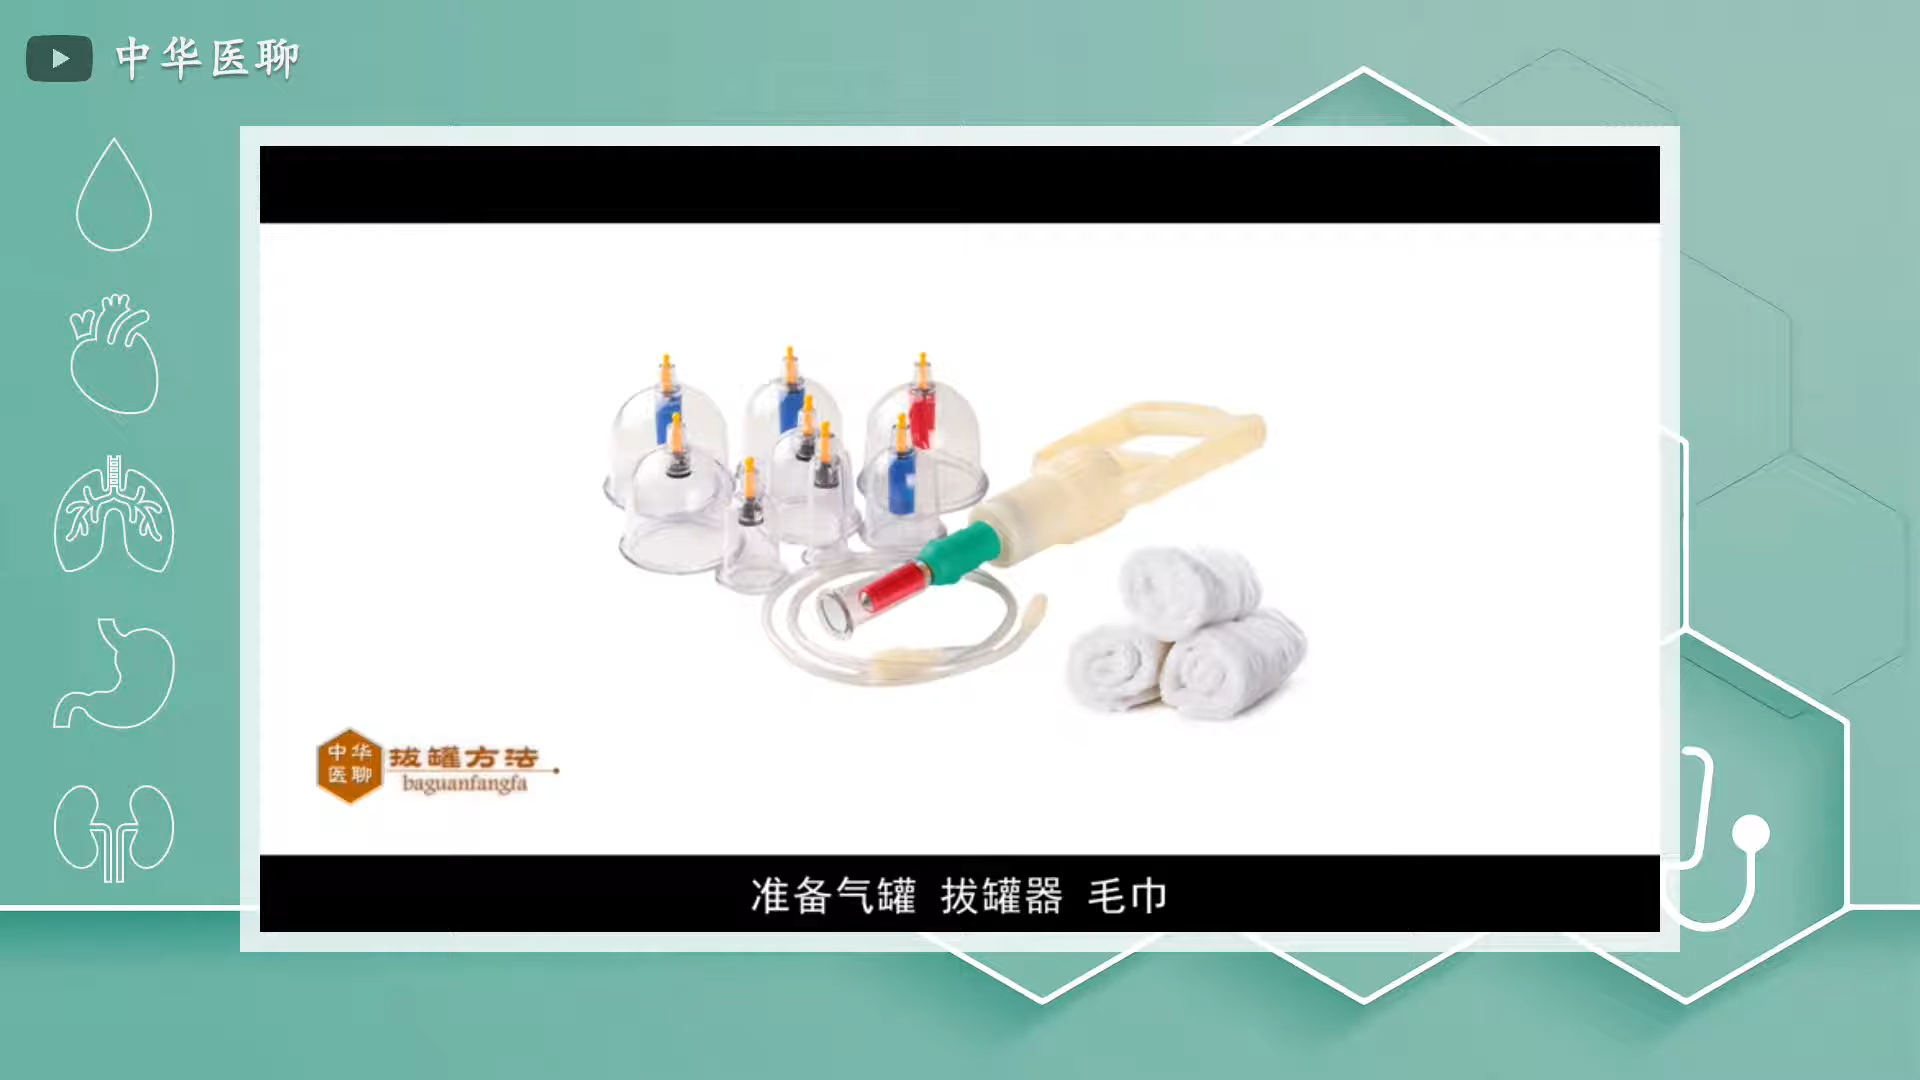 中华医聊
中华
医聊
拔罐方法
baguanfangfa
准备气罐 拔罐器 毛巾